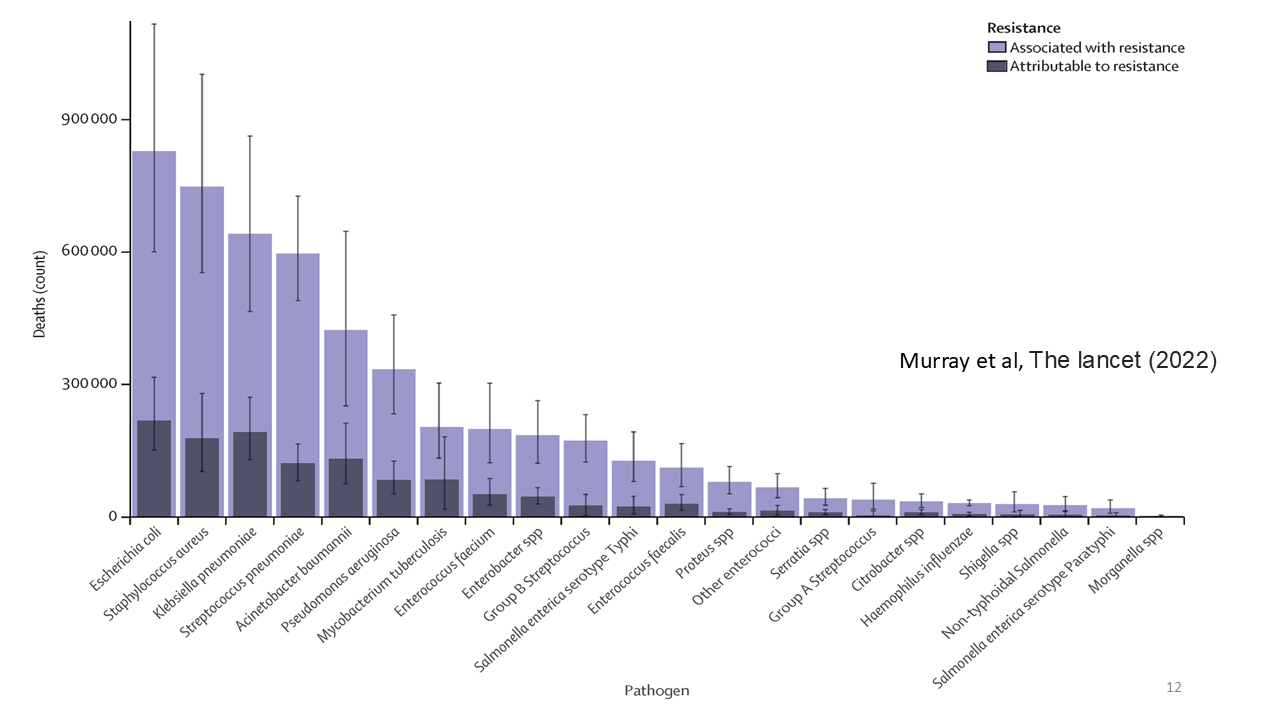 Resistance
Associated with resistance
Attributable to resistance
900 000
600 000
300 000
0
Deaths (count)
Murray et al, The lancet (2022)
Escherichia coli
Staphylococcus aureus
Klebsiella pneumoniae
Streptococcus pneumoniae
Acinetobacter baumannii
Pseudomonas aeruginosa
Mycobacterium tuberculosis
Enterococcus faecium
Enterobacter spp
Group B Streptococcus
Salmonella enterica serotype Typhi
Enterococcus faecalis
Proteus spp
Other enterococci
Serratia spp
Group A Streptococcus
Citrobacter spp
Haemophilus influenzae
Shigella spp
Non-typhoidal Salmonella
Salmonella enterica serotype Paratyphi
Morganella spp
Pathogen
12